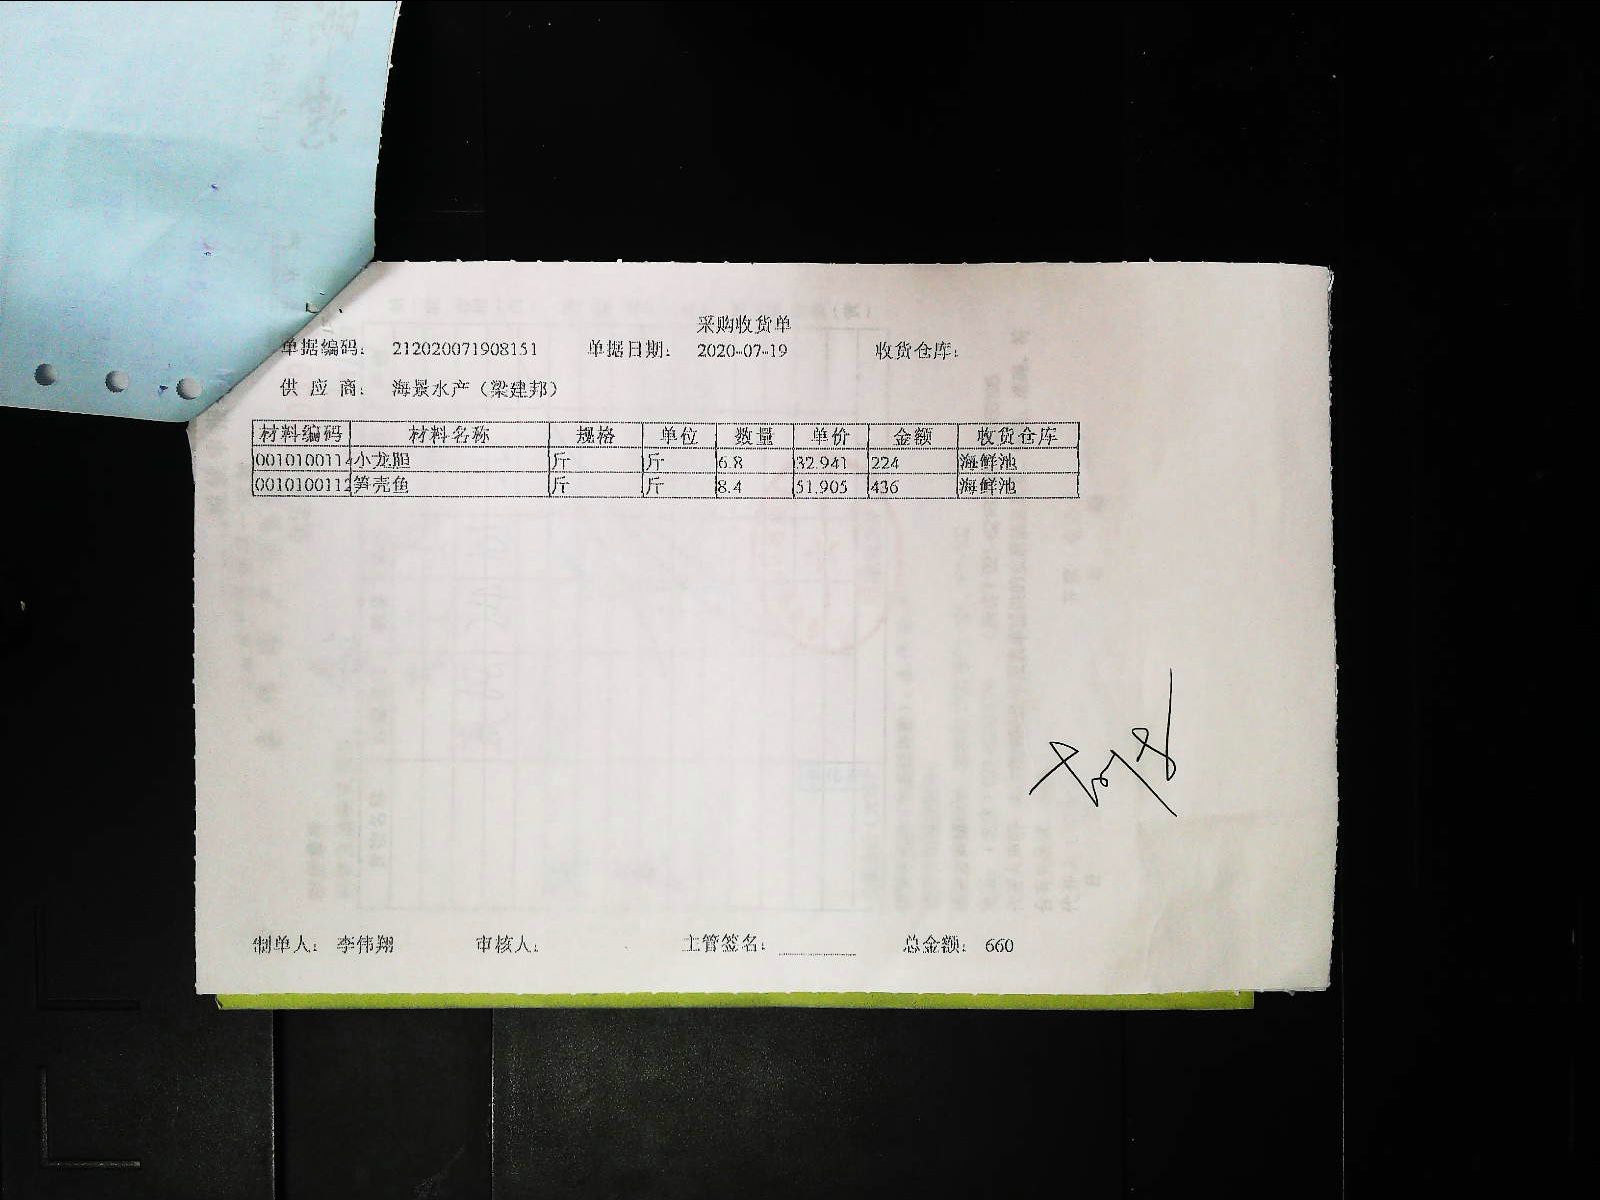 采购收货单
单据编码： 212020071908151 单据日期： 2020-07-19 收货仓库：
供应商： 海景水产（梁建邦）
材料编码 材料名称 规格 单位 数量 单价 金额 收货仓库
0010100114 小龙胆 斤 斤 6.8 32.941 224 海鲜池
0010100112 笋壳鱼 斤 斤 8.4 51.905 436 海鲜池
制单人： 李伟翔 审核人： 主管签名： 总金额： 660